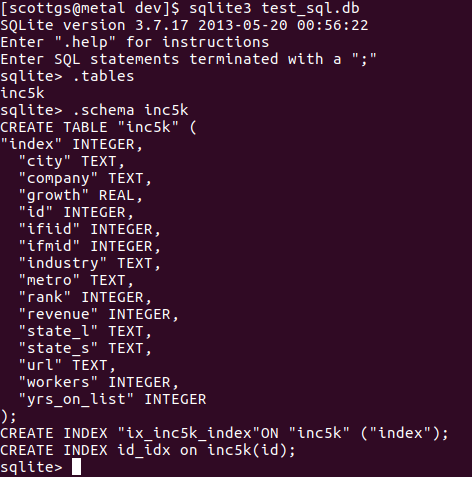 [scottgs@metal dev]$ sqlite3 test_sql.db
SQLite version 3.7.17 2013-05-20 00:56:22
Enter ".help" for instructions
Enter SQL statements terminated with a ";"
sqlite> .tables
inc5k
sqlite> .schema inc5k
CREATE TABLE "inc5k" (
"index" INTEGER,
  "city" TEXT,
  "company" TEXT,
  "growth" REAL,
  "id" INTEGER,
  "ifiid" INTEGER,
  "ifmid" INTEGER,
  "industry" TEXT,
  "metro" TEXT,
  "rank" INTEGER,
  "revenue" INTEGER,
  "state_l" TEXT,
  "state_s" TEXT,
  "url" TEXT,
  "workers" INTEGER,
  "yrs_on_list" INTEGER
);
CREATE INDEX "ix_inc5k_index"ON "inc5k" ("index");
CREATE INDEX id_idx on inc5k(id);
sqlite>